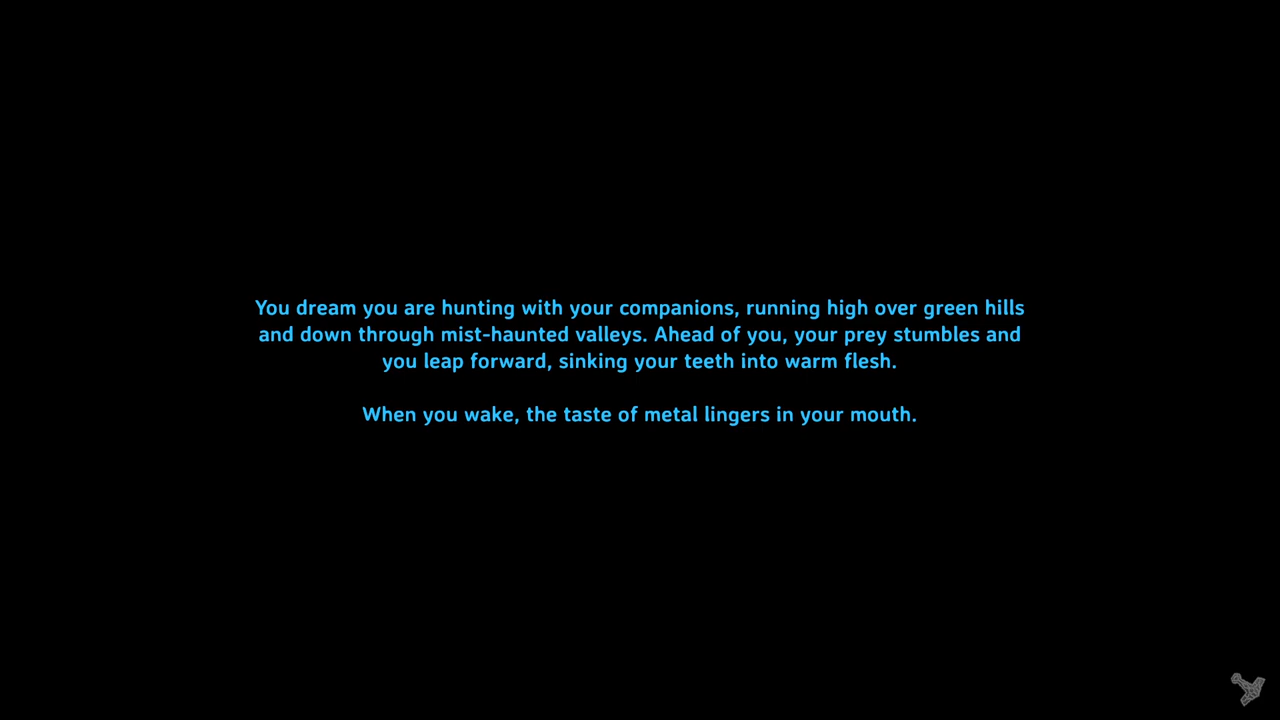 You dream you are hunting with your companions, running high over green hills
and down through mist-haunted valleys. Ahead of you, your prey stumbles and
you leap forward, sinking your teeth into warm flesh.
When you wake, the taste of metal lingers in your mouth.